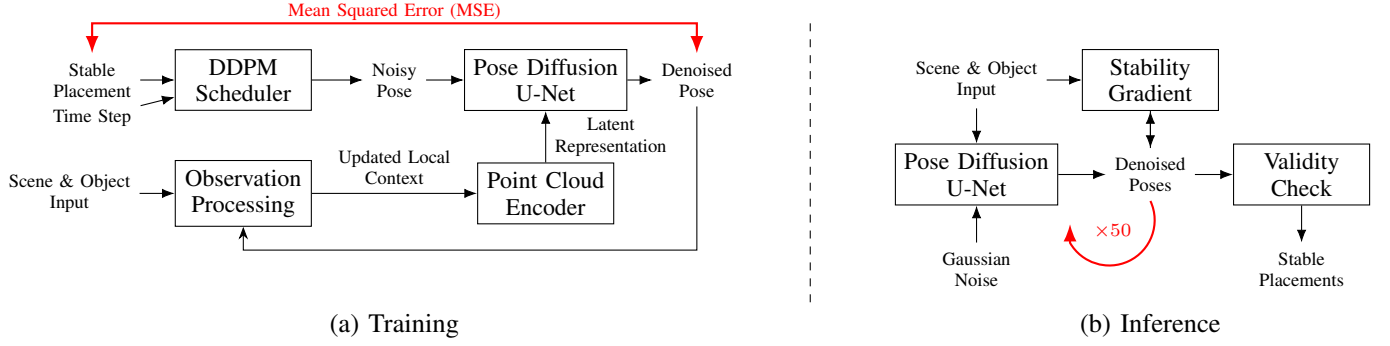 Mean Squared Error (MSE)
Stable
Placement
Time Step
DDPM
Scheduler
Noisy
Pose
Pose Diffusion
U-Net
Denoised
Pose
Latent
Representation
Scene & Object
Input
Observation
Processing
Updated Local
Context
Point Cloud
Encoder
(a) Training
Scene & Object
Input
Stability
Gradient
Pose Diffusion
U-Net
Denoised
Poses
Validity
Check
×50
Gaussian
Noise
Stable
Placements
(b) Inference